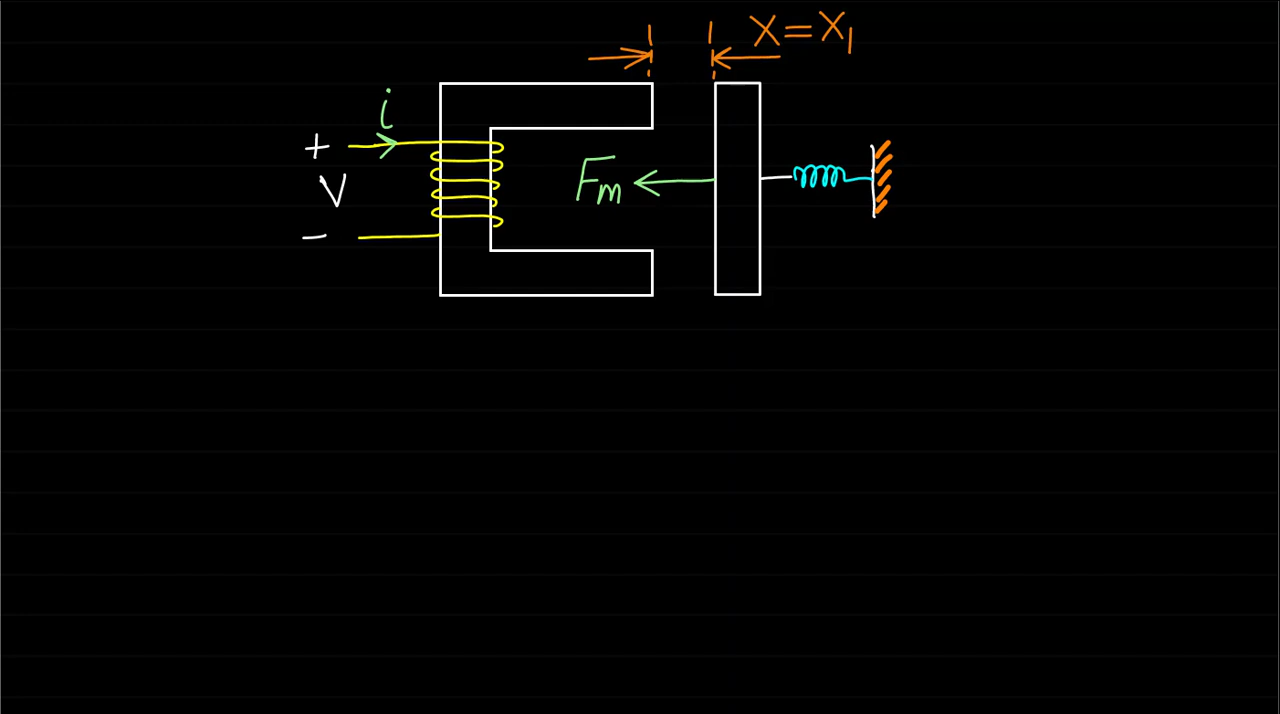 X = X₁
i
+
V
Fm
-